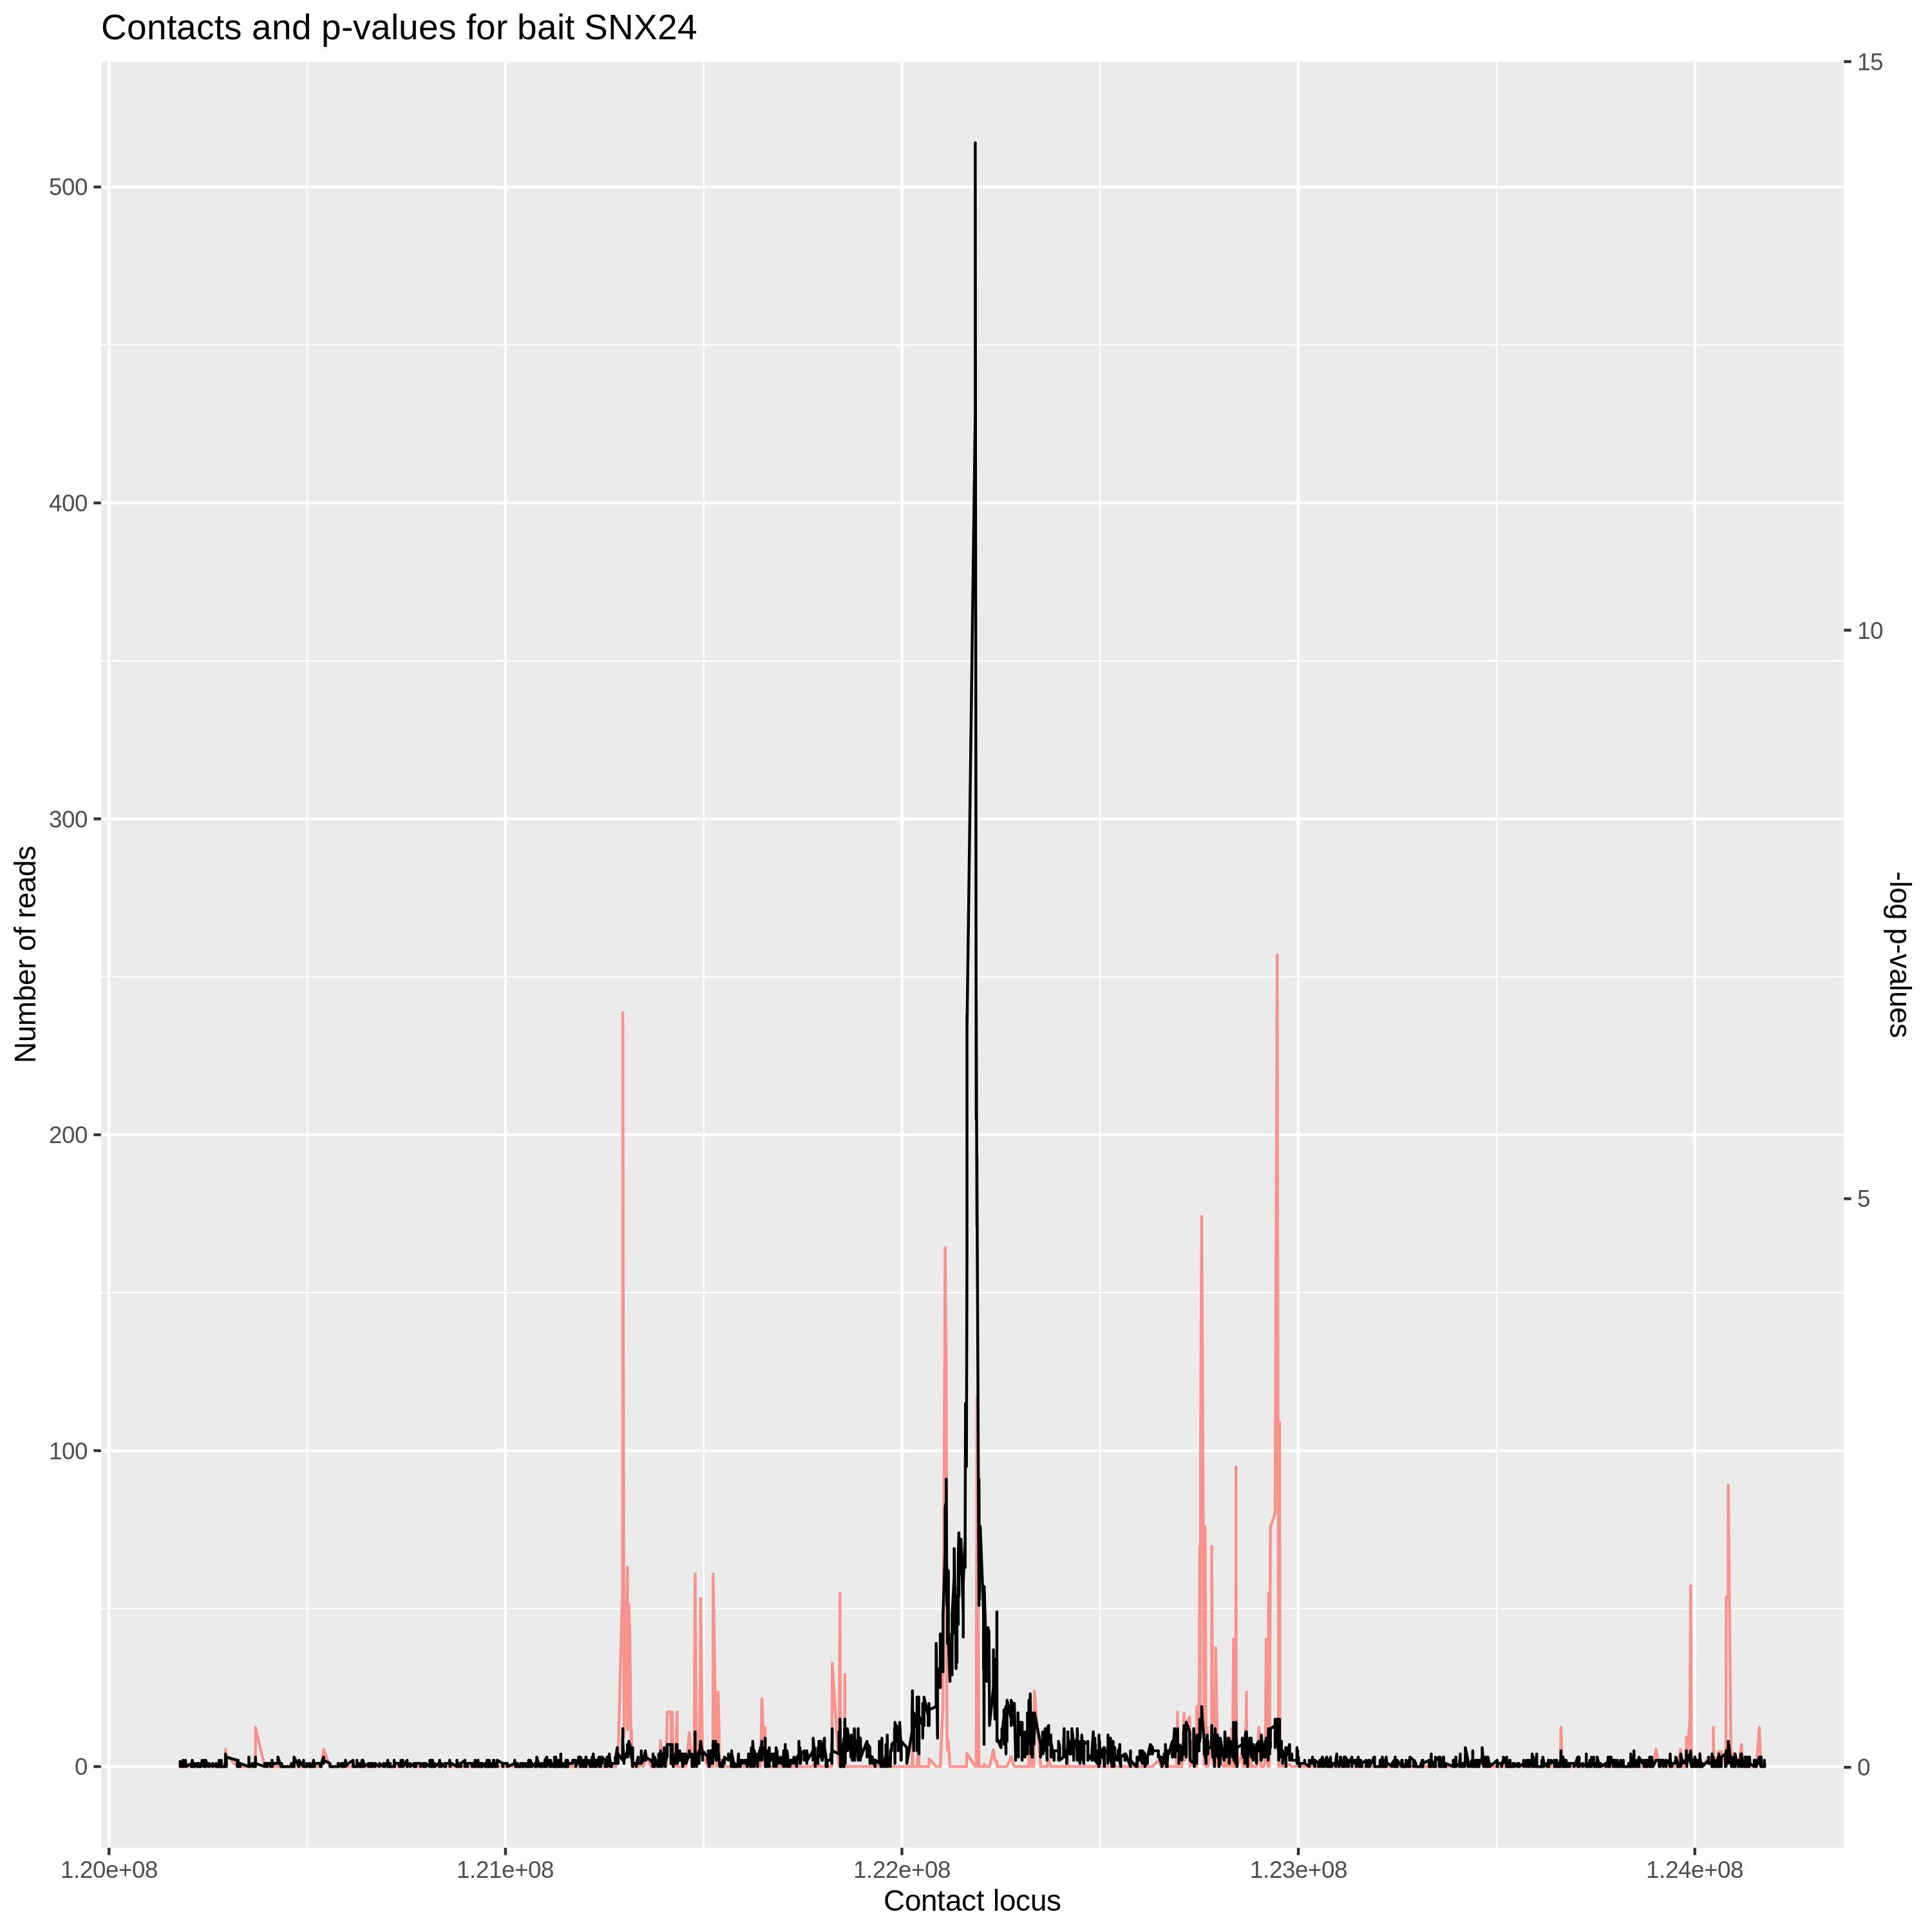 Contacts and p-values for bait SNX24
15
500
400
10
300
Number of reads
-log p-values
200
5
100
0
0
1.20e+08
1.21e+08
1.22e+08
1.23e+08
1.24e+08
Contact locus